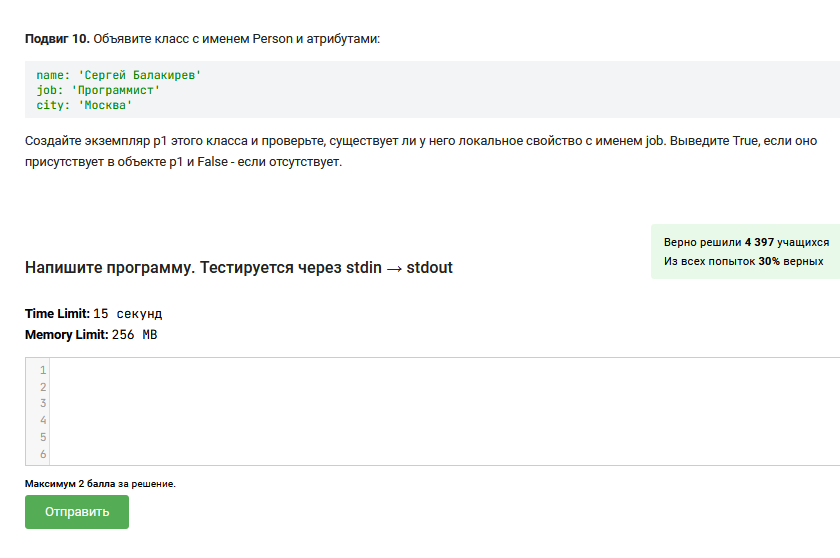 Подвиг 10. Объявите класс с именем Person и атрибутами:
name: 'Сергей Балакирев'
job: 'Программист'
city: 'Москва'
Создайте экземпляр p1 этого класса и проверьте, существует ли у него локальное свойство с именем job. Выведите True, если оно
присутствует в объекте p1 и False - если отсутствует.
Верно решили 4 397 учащихся
Из всех попыток 30% верных
Напишите программу. Тестируется через stdin → stdout
Time Limit: 15 секунд
Memory Limit: 256 MB
1
2
3
4
5
6
Максимум 2 балла за решение.
Отправить